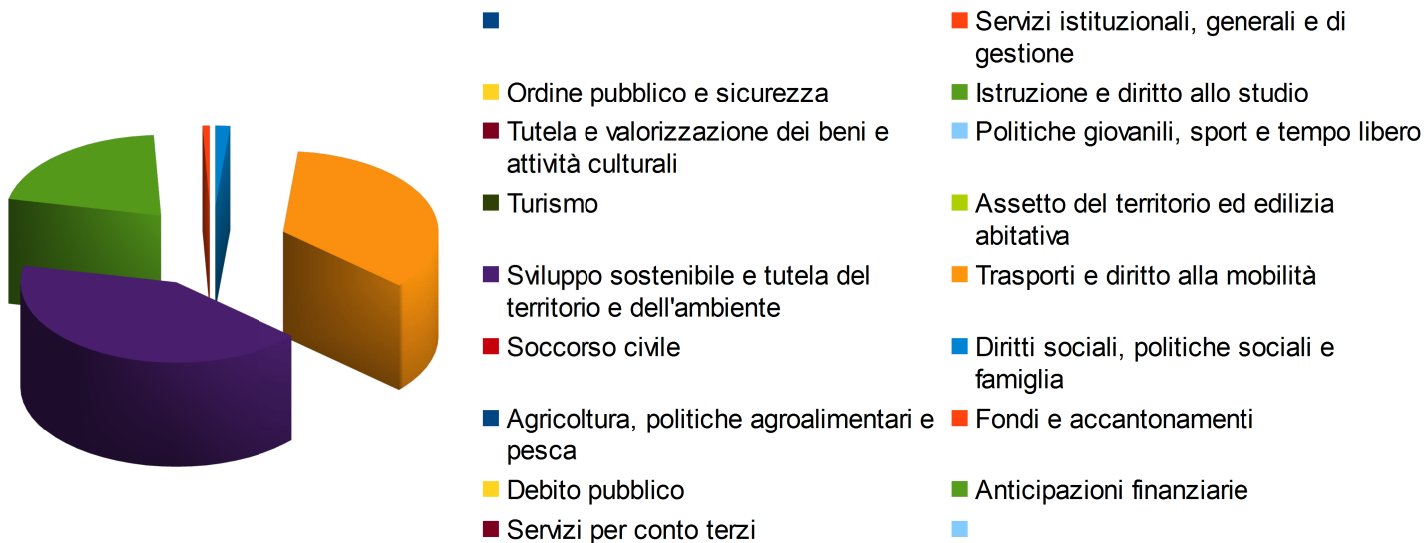 Servizi istituzionali, generali e di
gestione
Ordine pubblico e sicurezza
Istruzione e diritto allo studio
Tutela e valorizzazione dei beni e
attività culturali
Politiche giovanili, sport e tempo libero
Turismo
Assetto del territorio ed edilizia
abitativa
Sviluppo sostenibile e tutela del
territorio e dell'ambiente
Trasporti e diritto alla mobilità
Soccorso civile
Diritti sociali, politiche sociali e
famiglia
Agricoltura, politiche agroalimentari e
pesca
Fondi e accantonamenti
Debito pubblico
Anticipazioni finanziarie
Servizi per conto terzi